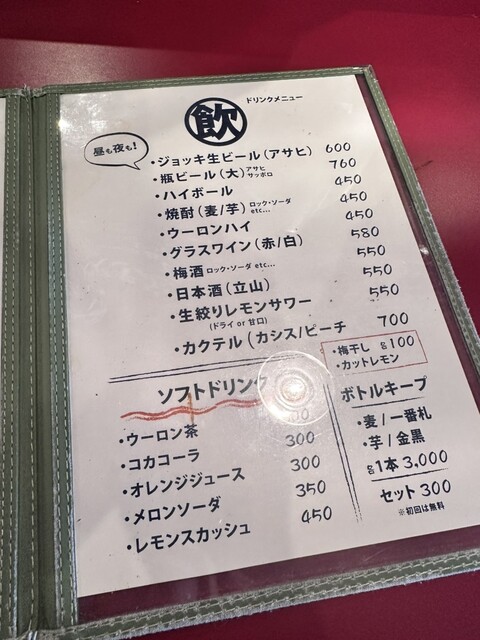 飲 ドリンクメニュー
昼も夜も!
・ジョッキ生ビール(アサヒ) 600
・瓶ビール(大) アサヒ サッポロ 760
・ハイボール 450
・焼酎(麦/芋) ロック・ソーダ etc... 450
・ウーロンハイ 450
・グラスワイン(赤/白) 580
・梅酒 ロック・ソーダ etc... 550
・日本酒(立山) 550
・生絞りレモンサワー 550
(ドライ or 甘口)
・カクテル(カシス/ピーチ 700
・梅干し 各100
・カットレモン
ソフトドリンク
・ウーロン茶
・コカコーラ 300
・オレンジジュース 300
・メロンソーダ 350
・レモンスカッシュ 450
ボトルキープ
・麦/一番札
・芋/金黒
各1本 3,000
セット 300
※初回は無料